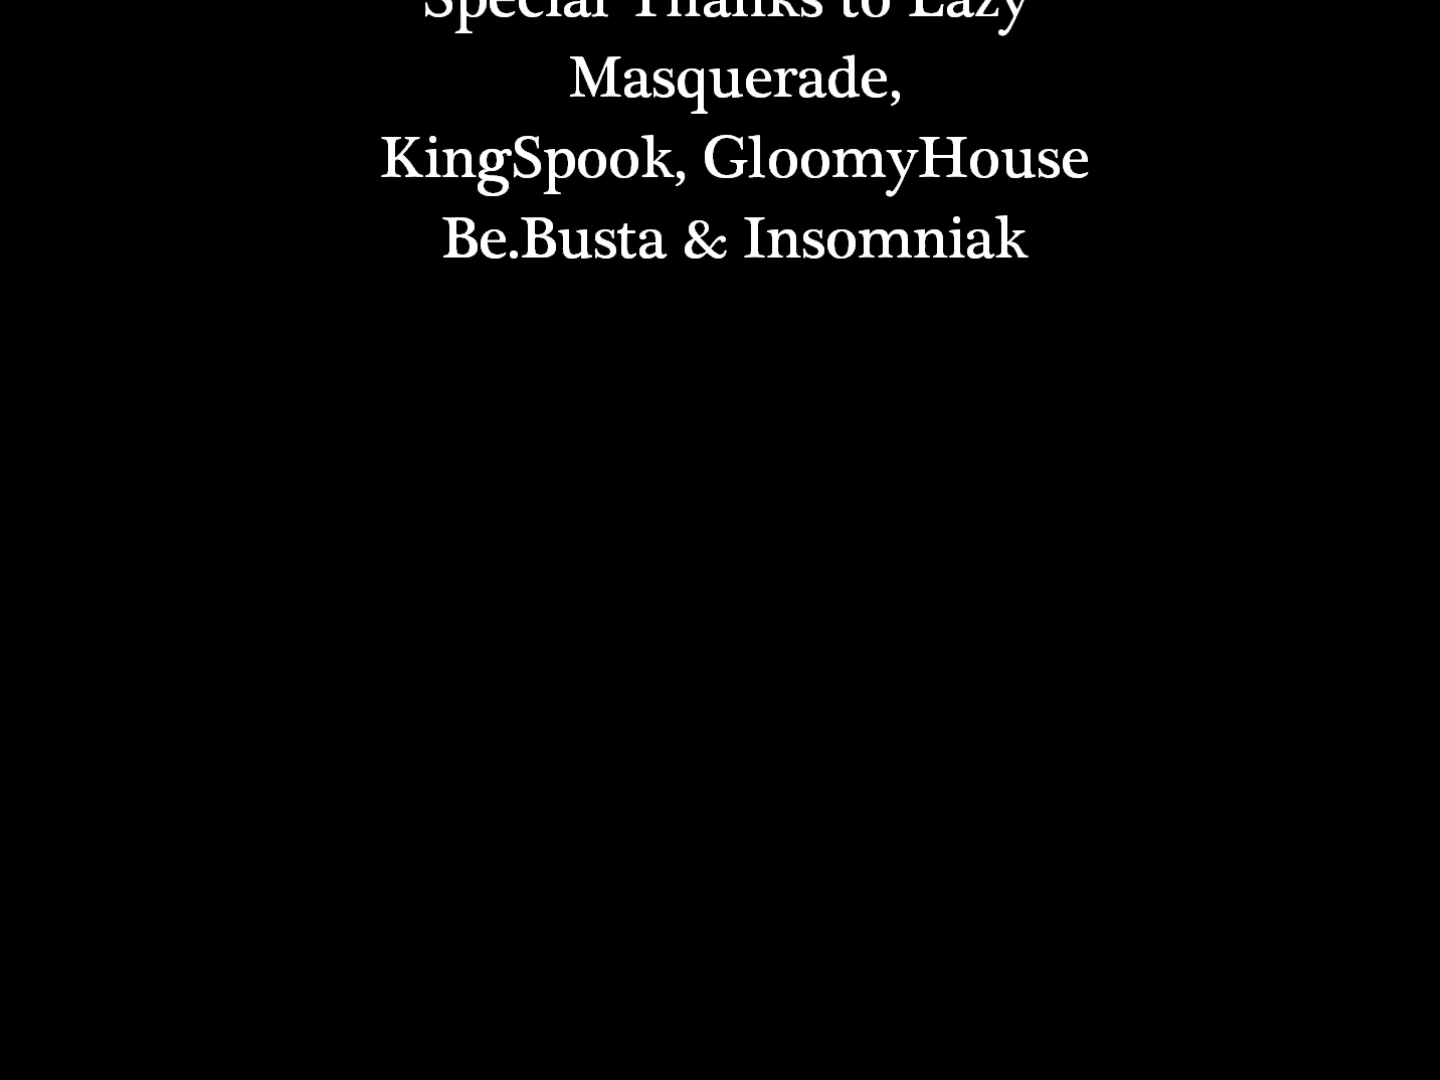 Special Thanks to Lazy
Masquerade,
KingSpook, GloomyHouse
Be.Busta & Insomniak